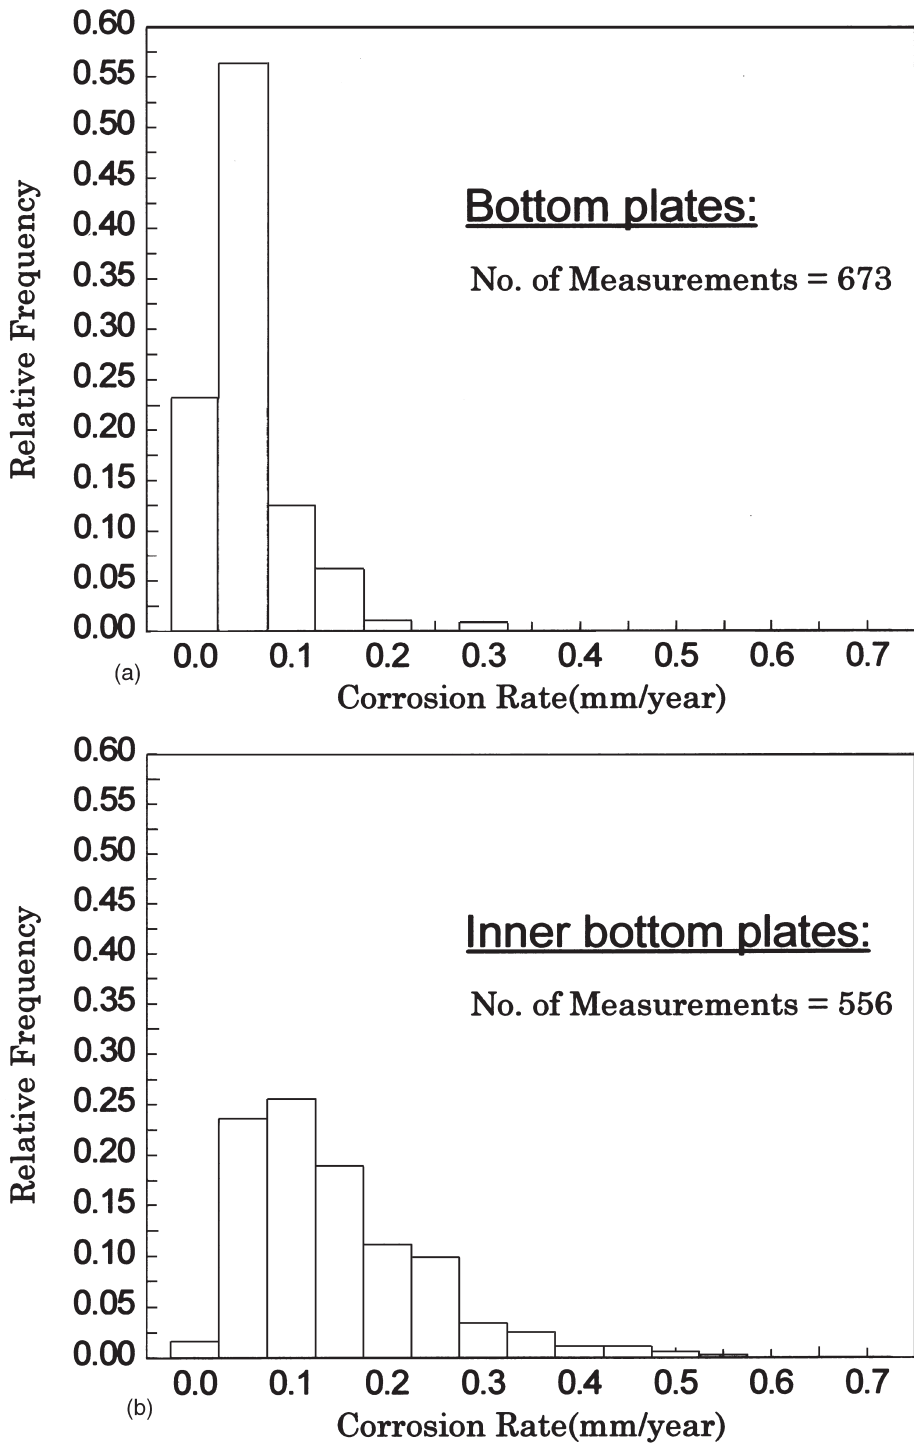 0.60
0.55
0.50
0.45
0.40
0.35
0.30
0.25
0.20
0.15
0.10
0.05
0.00
Relative Frequency
Bottom plates:
No. of Measurements = 673
0.0 0.1 0.2 0.3 0.4 0.5 0.6 0.7
(a)
Corrosion Rate(mm/year)
0.60
0.55
0.50
0.45
0.40
0.35
0.30
0.25
0.20
0.15
0.10
0.05
0.00
Relative Frequency
Inner bottom plates:
No. of Measurements = 556
0.0 0.1 0.2 0.3 0.4 0.5 0.6 0.7
(b)
Corrosion Rate(mm/year)